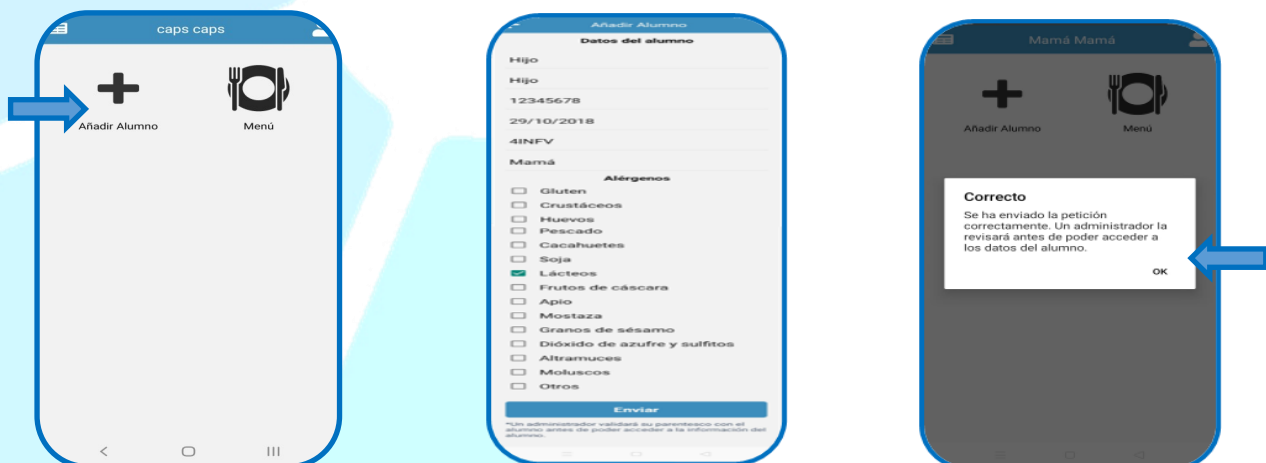 caps caps
Añadir Alumno
Menú
Añadir Alumno
Datos del alumno
Hijo
Hijo
12345678
29/10/2018
4INFV
Mamá
Alérgenos
Gluten
Crustáceos
Huevos
Pescado
Cacahuetes
Soja
Lácteos
Frutos de cáscara
Apio
Mostaza
Granos de sésamo
Dióxido de azufre y sulfitos
Altramuces
Moluscos
Otros
Enviar
*Un administrador validará su parentesco con el
alumno antes de poder acceder a la información del
alumno.
Mamá Mamá
Añadir Alumno
Menú
Correcto
Se ha enviado la petición
correctamente. Un administrador la
revisará antes de poder acceder a
los datos del alumno.
OK